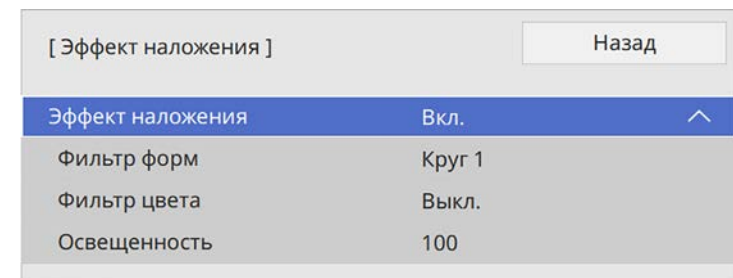 [ Эффект наложения ] Назад
Эффект наложения Вкл.
Фильтр форм Круг 1
Фильтр цвета Выкл.
Освещенность 100